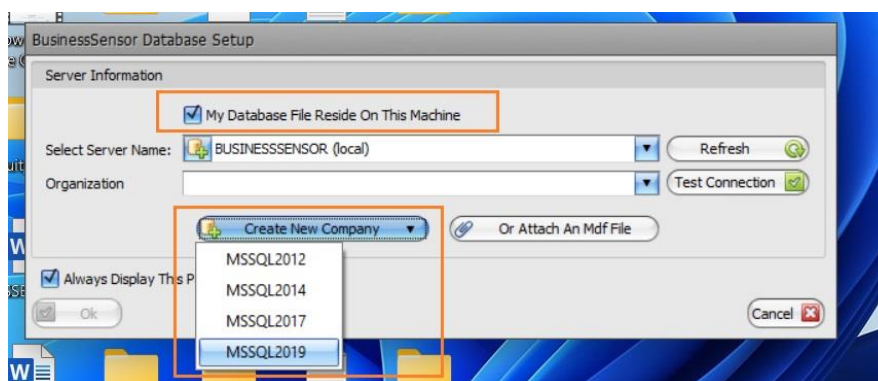 BusinessSensor Database Setup
Server Information
My Database File Reside On This Machine
Select Server Name: BUSINESSSENSOR (local) Refresh
Organization Test Connection
Create New Company Or Attach An Mdf File
MSSQL2012
Always Display This P
MSSQL2014
MSSQL2017
Ok Cancel
MSSQL2019